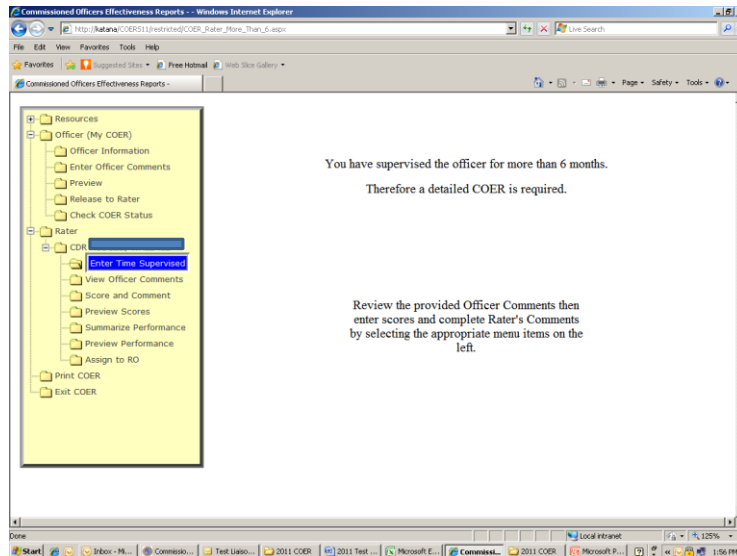 Commissioned Officers Effectiveness Reports - - Windows Internet Explorer
http://katana/COER511/restricted/COER_Rater_More_Than_6.aspx
Live Search
File Edit View Favorites Tools Help
Favorites Suggested Sites Free Hotmail Web Slice Gallery
Commissioned Officers Effectiveness Reports - Page Safety Tools
Resources
Officer (My COER)
Officer Information
Enter Officer Comments
Preview
Release to Rater
Check COER Status
Rater
CDR
Enter Time Supervised
View Officer Comments
Score and Comment
Preview Scores
Summarize Performance
Preview Performance
Assign to RO
Print COER
Exit COER
You have supervised the officer for more than 6 months.
Therefore a detailed COER is required.
Review the provided Officer Comments then
enter scores and complete Rater's Comments
by selecting the appropriate menu items on the
left.
Done Local intranet 125%
Start Inbox - Mi... Commissio... Test Liaiso... 2011 COER 2011 Test ... Microsoft E... Commissi... 2011 COER Microsoft P... 1:56 PM